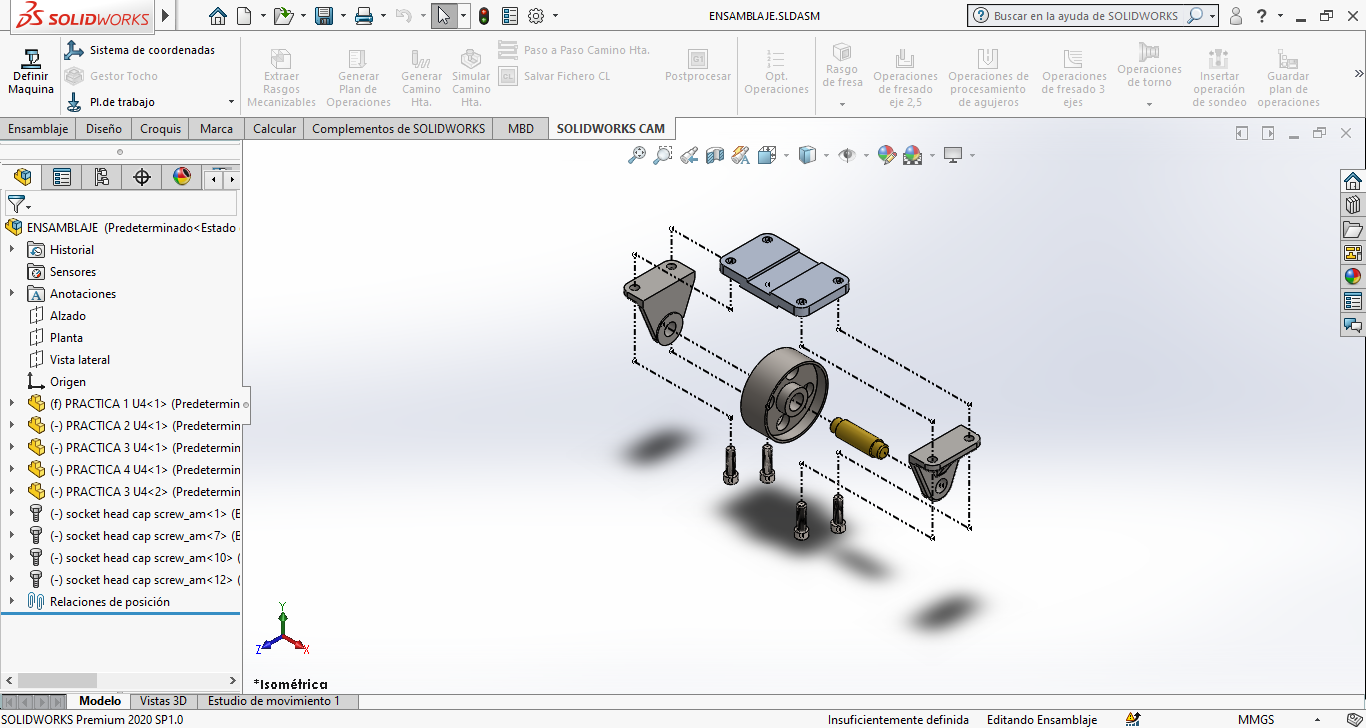 SOLIDWORKS
ENSAMBLAJE.SLDASM
Buscar en la ayuda de SOLIDWORKS
Definir
Maquina
Sistema de coordenadas
Gestor Tocho
Pl.de trabajo
Extraer
Rasgos
Mecanizables
Generar
Plan de
Operaciones
Generar
Camino
Hta.
Simular
Camino
Hta.
Paso a Paso Camino Hta.
Salvar Fichero CL
Postprocesar
Opt.
Operaciones
Rasgo
de fresa
Operaciones
de fresado
eje 2,5
Operaciones de
procesamiento
de agujeros
Operaciones
de fresado 3
ejes
Operaciones
de torno
Insertar
operación
de sondeo
Guardar
plan de
operaciones
Ensamblaje
Diseño
Croquis
Marca
Calcular
Complementos de SOLIDWORKS
MBD
SOLIDWORKS CAM
ENSAMBLAJE (Predeterminado<Estado
Historial
Sensores
Anotaciones
Alzado
Planta
Vista lateral
Origen
(f) PRACTICA 1 U4<1> (Predetermin
(-) PRACTICA 2 U4<1> (Predetermin
(-) PRACTICA 3 U4<1> (Predetermin
(-) PRACTICA 4 U4<1> (Predetermin
(-) PRACTICA 3 U4<2> (Predetermin
(-) socket head cap screw_am<1> (E
(-) socket head cap screw_am<7> (E
(-) socket head cap screw_am<10> (
(-) socket head cap screw_am<12> (
Relaciones de posición
Y
Z
X
*Isométrica
Modelo
Vistas 3D
Estudio de movimiento 1
SOLIDWORKS Premium 2020 SP1.0
Insuficientemente definida
Editando Ensamblaje
MMGS